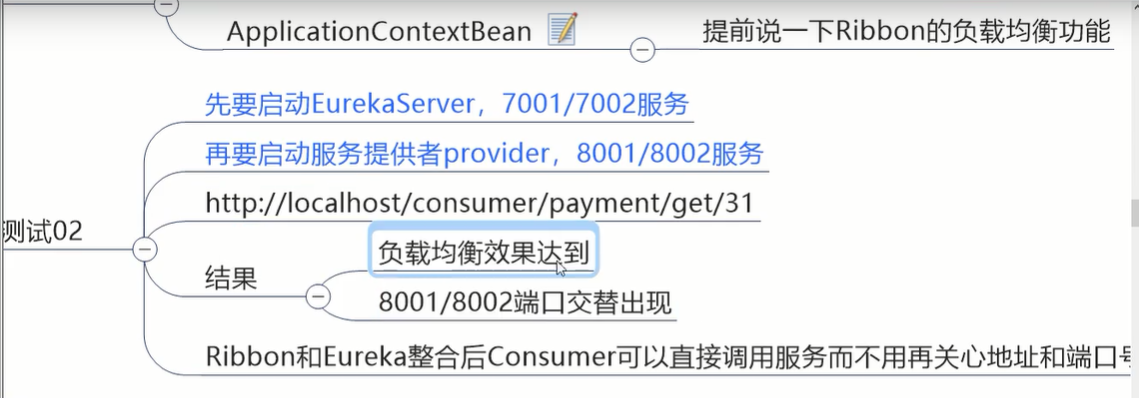 ApplicationContextBean
提前说一下Ribbon的负载均衡功能
先要启动EurekaServer，7001/7002服务
再要启动服务提供者provider，8001/8002服务
http://localhost/consumer/payment/get/31
测试02
负载均衡效果达到
结果
8001/8002端口交替出现
Ribbon和Eureka整合后Consumer可以直接调用服务而不用再关心地址和端口号